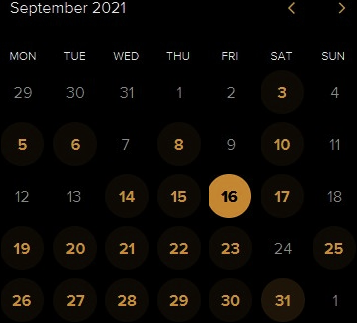 September 2021
MON TUE WED THU FRI SAT SUN
29 30 31 1 2 3 4
5 6 7 8 9 10 11
12 13 14 15 16 17 18
19 20 21 22 23 24 25
26 27 28 29 30 31 1